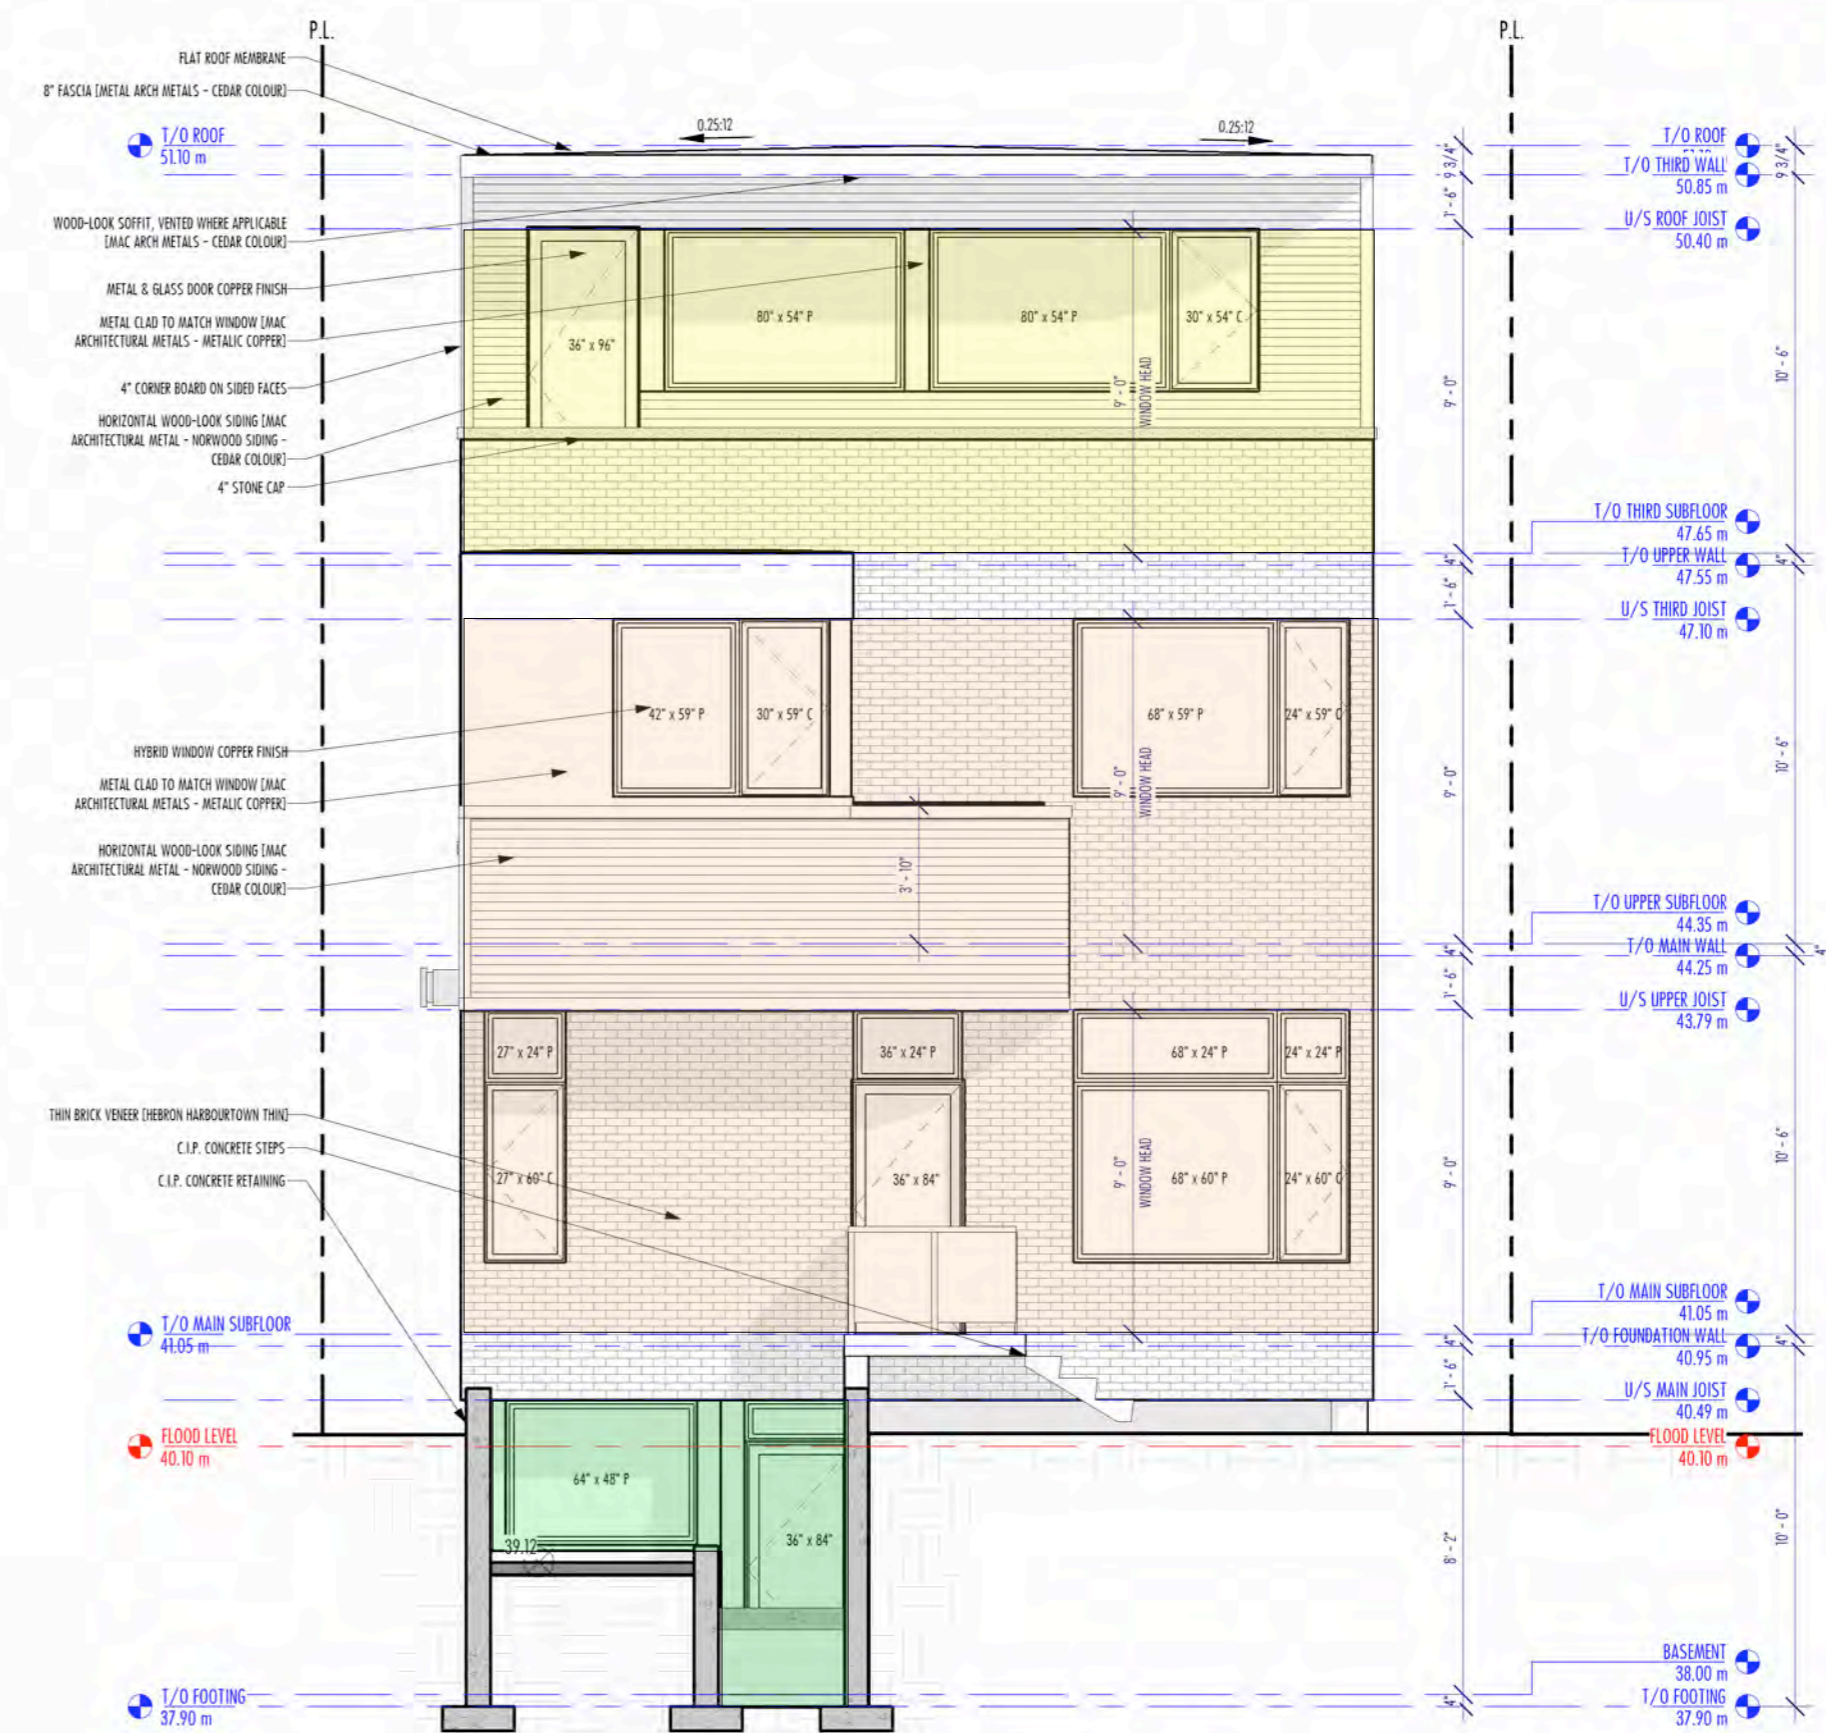 P.L.
P.L.
FLAT ROOF MEMBRANE
8" FASCIA [METAL ARCH METALS - CEDAR COLOUR]
T/O ROOF
51.10 m
WOOD-LOOK SOFFIT, VENTED WHERE APPLICABLE
[MAC ARCH METALS - CEDAR COLOUR]
METAL & GLASS DOOR COPPER FINISH
METAL CLAD TO MATCH WINDOW [MAC
ARCHITECTURAL METALS - METALIC COPPER]
4" CORNER BOARD ON SIDED FACES
HORIZONTAL WOOD-LOOK SIDING [MAC
ARCHITECTURAL METAL - NORWOOD SIDING -
CEDAR COLOUR]
4" STONE CAP
HYBRID WINDOW COPPER FINISH
METAL CLAD TO MATCH WINDOW [MAC
ARCHITECTURAL METALS - METALIC COPPER]
HORIZONTAL WOOD-LOOK SIDING [MAC
ARCHITECTURAL METAL - NORWOOD SIDING -
CEDAR COLOUR]
THIN BRICK VENEER [HEBRON HARBOURTOWN THIN]
C.I.P. CONCRETE STEPS
C.I.P. CONCRETE RETAINING
T/O MAIN SUBFLOOR
41.05 m
FLOOD LEVEL
40.10 m
T/O FOOTING
37.90 m
0.25:12
0.25:12
36" x 96"
80" x 54" P
80" x 54" P
30" x 54" C
9' - 0"
WINDOW HEAD
42" x 59" P
30" x 59" C
68" x 59" P
24" x 59" C
9' - 0"
WINDOW HEAD
3' - 10"
27" x 24" P
36" x 24" P
68" x 24" P
24" x 24" P
27" x 60" C
36" x 84"
68" x 60" P
24" x 60" C
9' - 0"
WINDOW HEAD
64" x 48" P
36" x 84"
39.12
9 3/4"
1' - 6"
9' - 0"
4"
1' - 6"
9' - 0"
4"
1' - 6"
9' - 0"
4"
1' - 6"
8' - 2"
4"
T/O ROOF
T/O THIRD WALL
50.85 m
U/S ROOF JOIST
50.40 m
T/O THIRD SUBFLOOR
47.65 m
T/O UPPER WALL
47.55 m
U/S THIRD JOIST
47.10 m
T/O UPPER SUBFLOOR
44.35 m
T/O MAIN WALL
44.25 m
U/S UPPER JOIST
43.79 m
T/O MAIN SUBFLOOR
41.05 m
T/O FOUNDATION WALL
40.95 m
U/S MAIN JOIST
40.49 m
FLOOD LEVEL
40.10 m
BASEMENT
38.00 m
T/O FOOTING
37.90 m
9 3/4"
10' - 6"
4"
10' - 6"
4"
10' - 6"
4"
10' - 0"